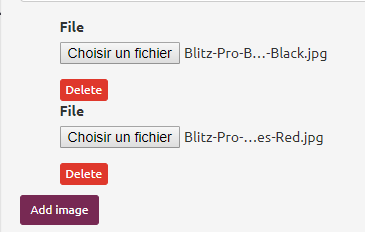 File
Choisir un fichier Blitz-Pro-B...-Black.jpg
Delete
File
Choisir un fichier Blitz-Pro-...es-Red.jpg
Delete
Add image